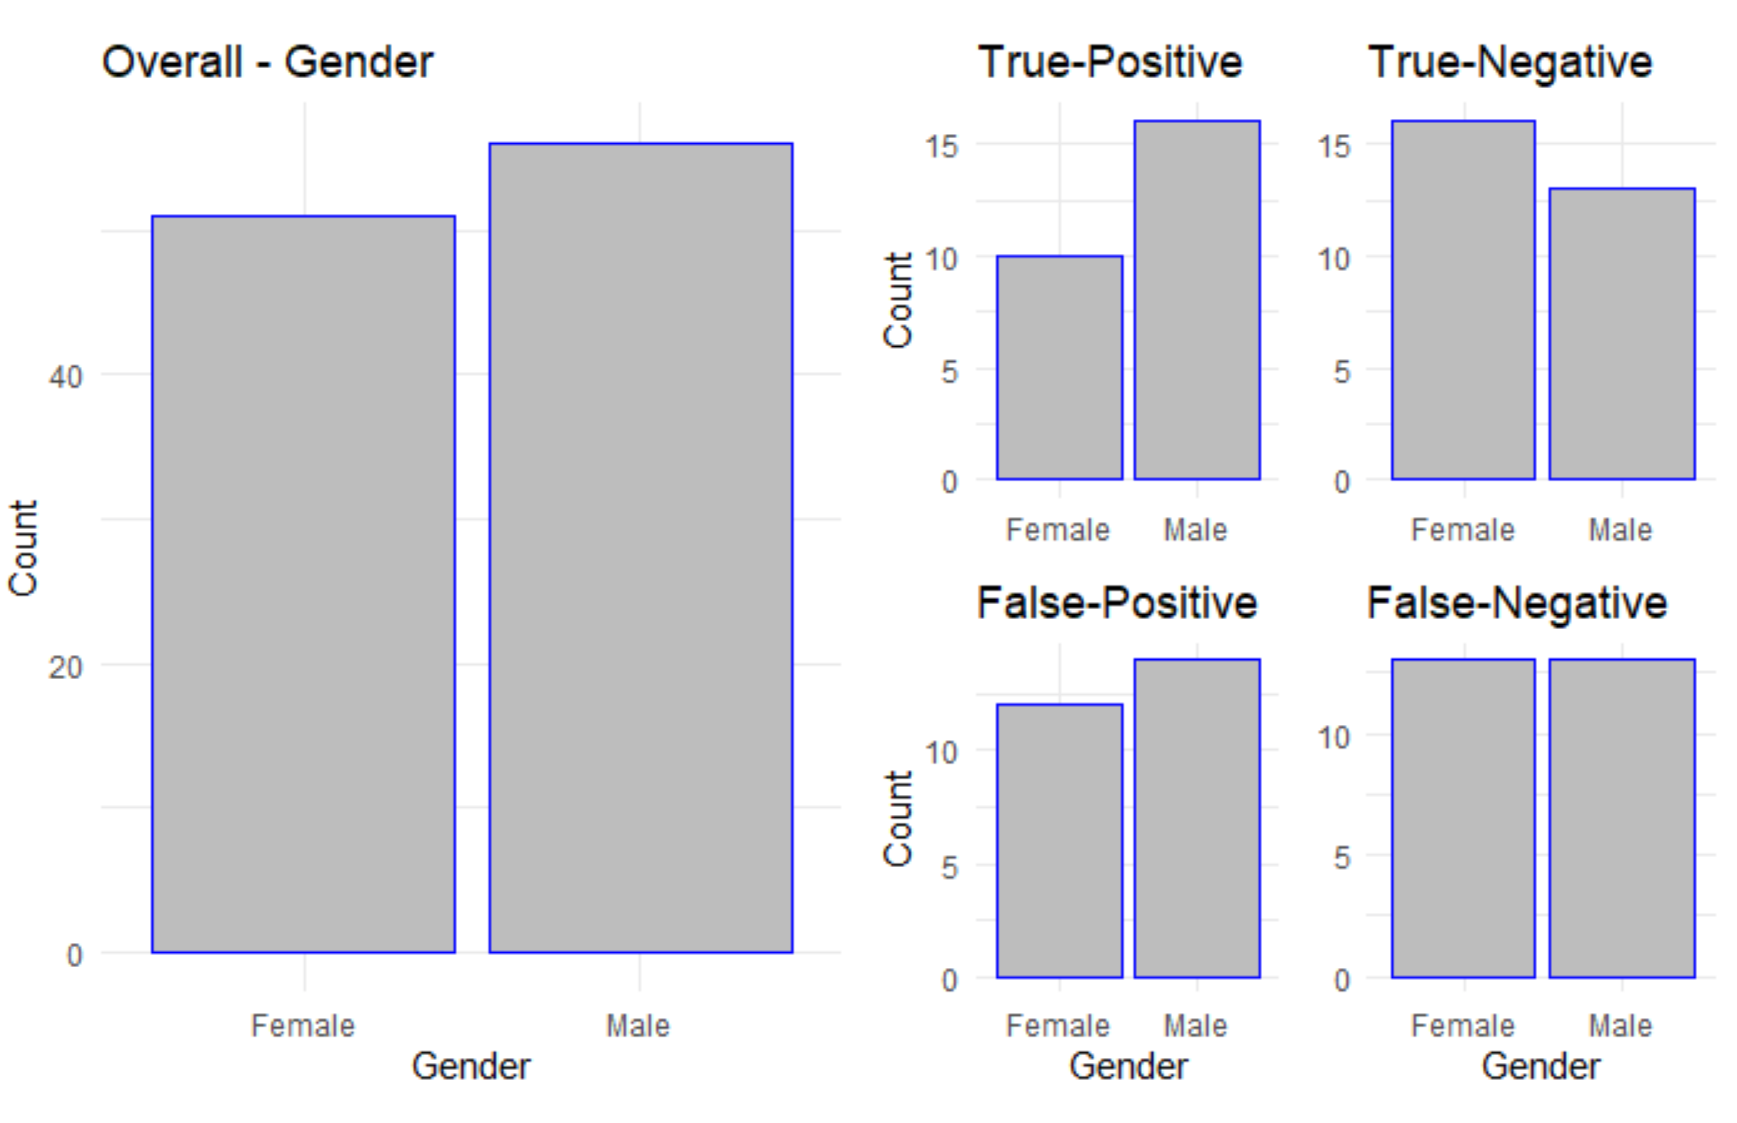 Overall - Gender
Count
40
20
0
Female Male
Gender
True-Positive
Count
15
10
5
0
Female Male
True-Negative
15
10
5
0
Female Male
False-Positive
Count
10
5
0
Female Male
Gender
False-Negative
10
5
0
Female Male
Gender